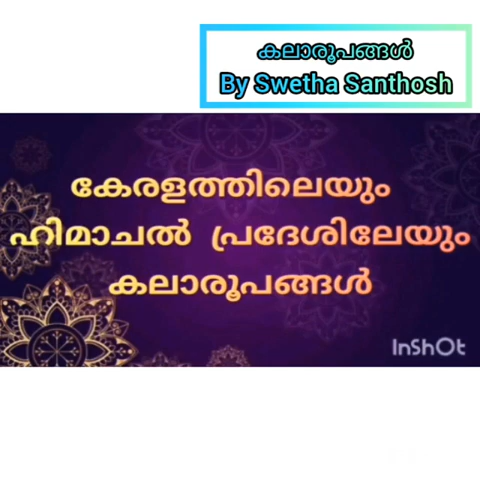 കലാരൂപങ്ങൾ
By Swetha Santhosh
കേരളത്തിലെയും
ഹിമാചൽ പ്രദേശിലേയും
കലാരൂപങ്ങൾ
InShOt